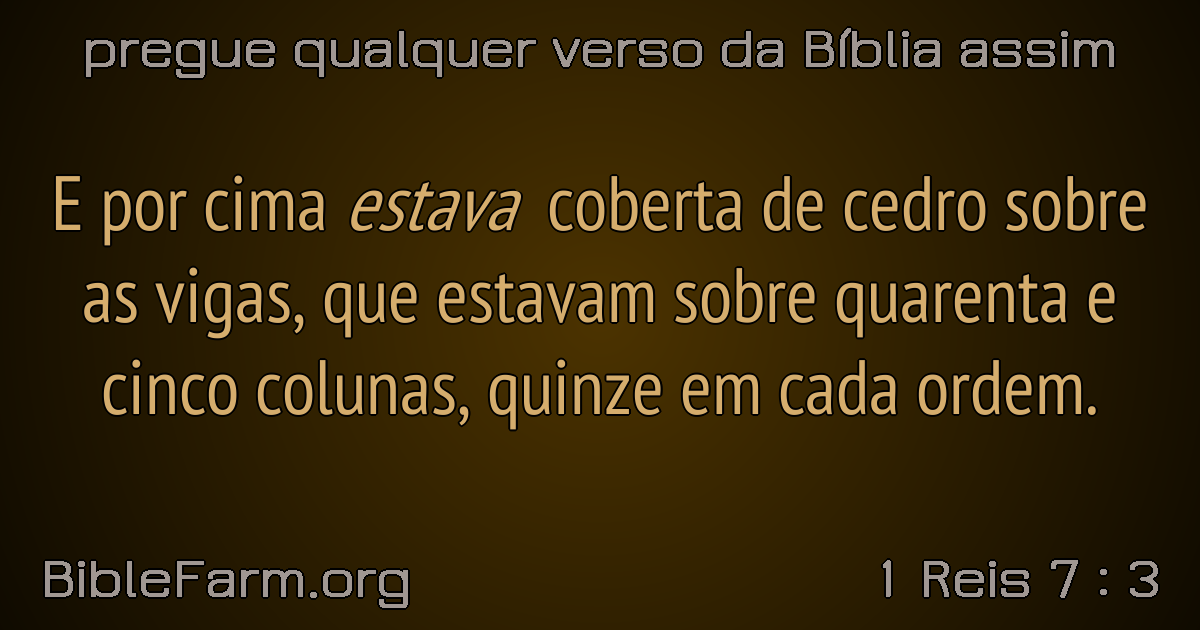 pregue qualquer verso da Bíblia assim
E por cima estava coberta de cedro sobre
as vigas, que estavam sobre quarenta e
cinco colunas, quinze em cada ordem.
BibleFarm.org
1 Reis 7 : 3